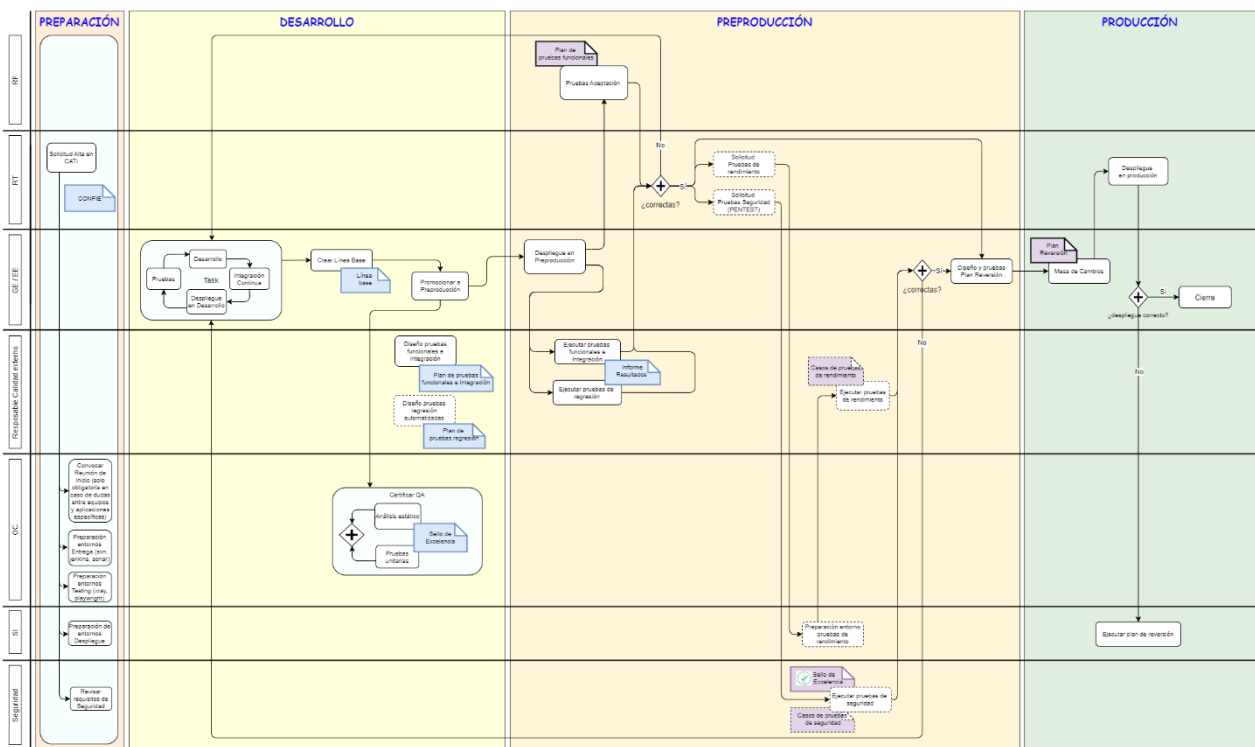 PREPARACIÓN
DESARROLLO
PREPRODUCCIÓN
PRODUCCIÓN
RF
Plan de
pruebas funcionales
Pruebas Aceptación
RT
Solicitud Alta en
CATI
CONFIE
No
¿correctas?
Sí
Solicitud
Pruebas de
rendimiento
Solicitud
Pruebas Seguridad
(PENTEST)
Despliegue
en producción
GE / EE
Desarrollo
Pruebas
Task
Integración
Continua
Despliegue
en Desarrollo
Crear Línea Base
Línea
base
Promocionar a
Preproducción
Despliegue en
Preproducción
¿correctas?
Sí
No
Diseño y pruebas
Plan Reversión
Plan
Reversión
Mesa de Cambios
Sí
Cierre
¿despliegue correcto?
No
Resposable Calidad externo
Diseño pruebas
funcionales e
Integración
Plan de pruebas
funcionales e Integración
Diseño pruebas
regresión
automatizadas
Plan de
pruebas regresión
Ejecutar pruebas
funcionales e
Integración
Informe
Resultados
Ejecutar pruebas de
regresión
Casos de pruebas
de rendimiento
Ejecutar pruebas
de rendimiento
GC
Convocar
Reunión de
Inicio (solo
obligatoria en
caso de dudas
entre equipos
y aplicaciones
específicas)
Preparación
entornos
Entrega (svn,
jenkins, sonar)
Preparación
entornos
Testing (xray,
playwright)
Certificar QA
Análisis estático
Sello de
Excelencia
Pruebas
unitarias
SI
Preparación de
entornos
Despliegue
Preparación entorno
pruebas de
rendimiento
Ejecutar plan de reversión
Seguridad
Revisar
requisitos de
Seguridad
Sello de
Excelencia
Ejecutar pruebas de
seguridad
Casos de pruebas
de seguridad